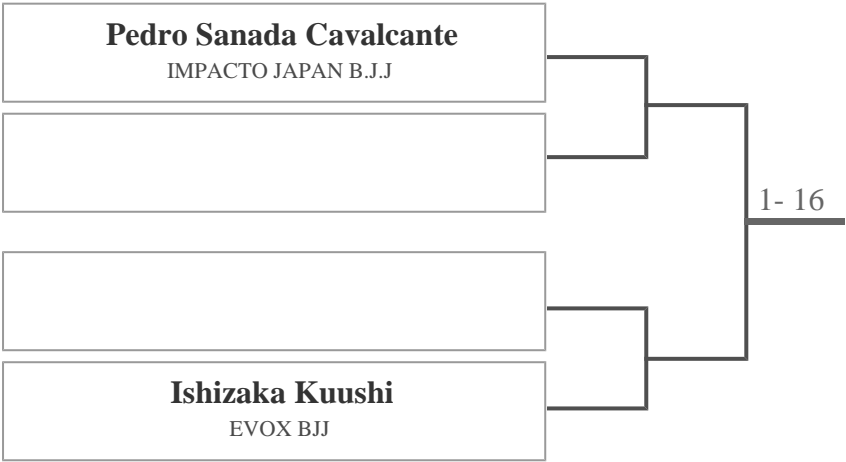 Pedro Sanada Cavalcante
IMPACTO JAPAN B.J.J
1- 16
Ishizaka Kuushi
EVOX BJJ